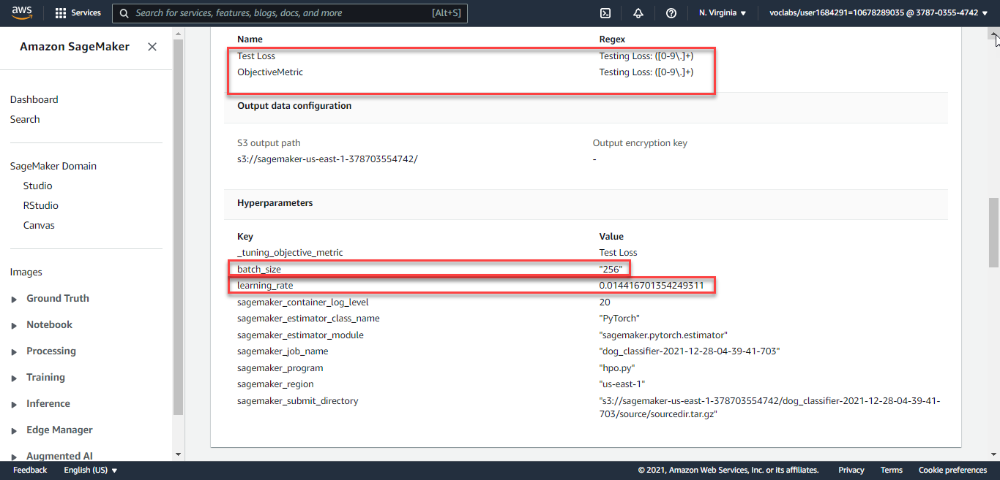 aws
Services
Search for services, features, blogs, docs, and more [Alt+S]
N. Virginia
voclabs/user1684291=10678289035 @ 3787-0355-4742
Amazon SageMaker
Dashboard
Search
SageMaker Domain
Studio
RStudio
Canvas
Images
Ground Truth
Notebook
Processing
Training
Inference
Edge Manager
Augmented AI
Name Regex
Test Loss Testing Loss: ([0-9\.]+)
ObjectiveMetric Testing Loss: ([0-9\.]+)
Output data configuration
S3 output path Output encryption key
s3://sagemaker-us-east-1-378703554742/ -
Hyperparameters
Key Value
_tuning_objective_metric Test Loss
batch_size "256"
learning_rate 0.014416701354249311
sagemaker_container_log_level 20
sagemaker_estimator_class_name "PyTorch"
sagemaker_estimator_module "sagemaker.pytorch.estimator"
sagemaker_job_name "dog_classifier-2021-12-28-04-39-41-703"
sagemaker_program "hpo.py"
sagemaker_region "us-east-1"
sagemaker_submit_directory "s3://sagemaker-us-east-1-378703554742/dog_classifier-2021-12-28-04-39-41-
703/source/sourcedir.tar.gz"
Feedback English (US) © 2021, Amazon Web Services, Inc. or its affiliates. Privacy Terms Cookie preferences